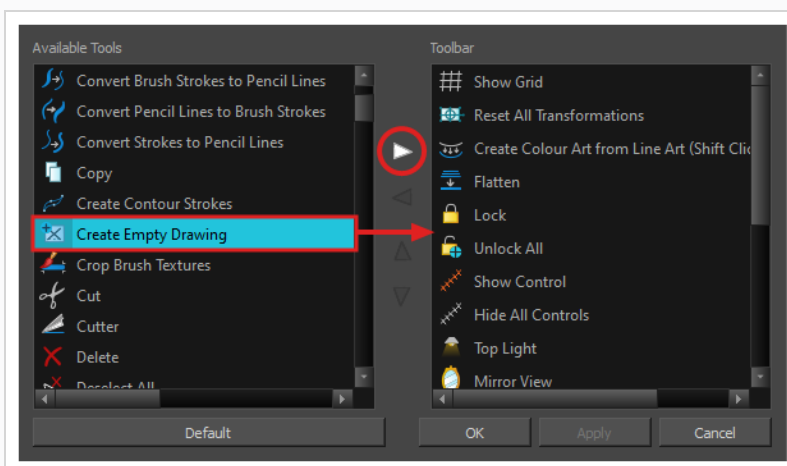 Available Tools
Convert Brush Strokes to Pencil Lines
Convert Pencil Lines to Brush Strokes
Convert Strokes to Pencil Lines
Copy
Create Contour Strokes
Create Empty Drawing
Crop Brush Textures
Cut
Cutter
Delete
Deselect All
Default
Toolbar
Show Grid
Reset All Transformations
Create Colour Art from Line Art (Shift Clic
Flatten
Lock
Unlock All
Show Control
Hide All Controls
Top Light
Mirror View
OK
Apply
Cancel